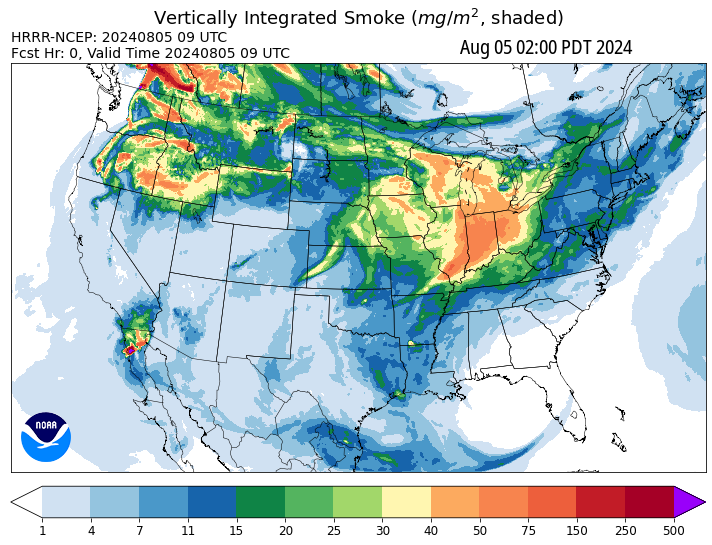 Vertically Integrated Smoke (mg/m², shaded)
HRRR-NCEP: 20240805 09 UTC
Fcst Hr: 0, Valid Time 20240805 09 UTC
Aug 05 02:00 PDT 2024
NOAA
1 4 7 11 15 20 25 30 40 50 75 150 250 500